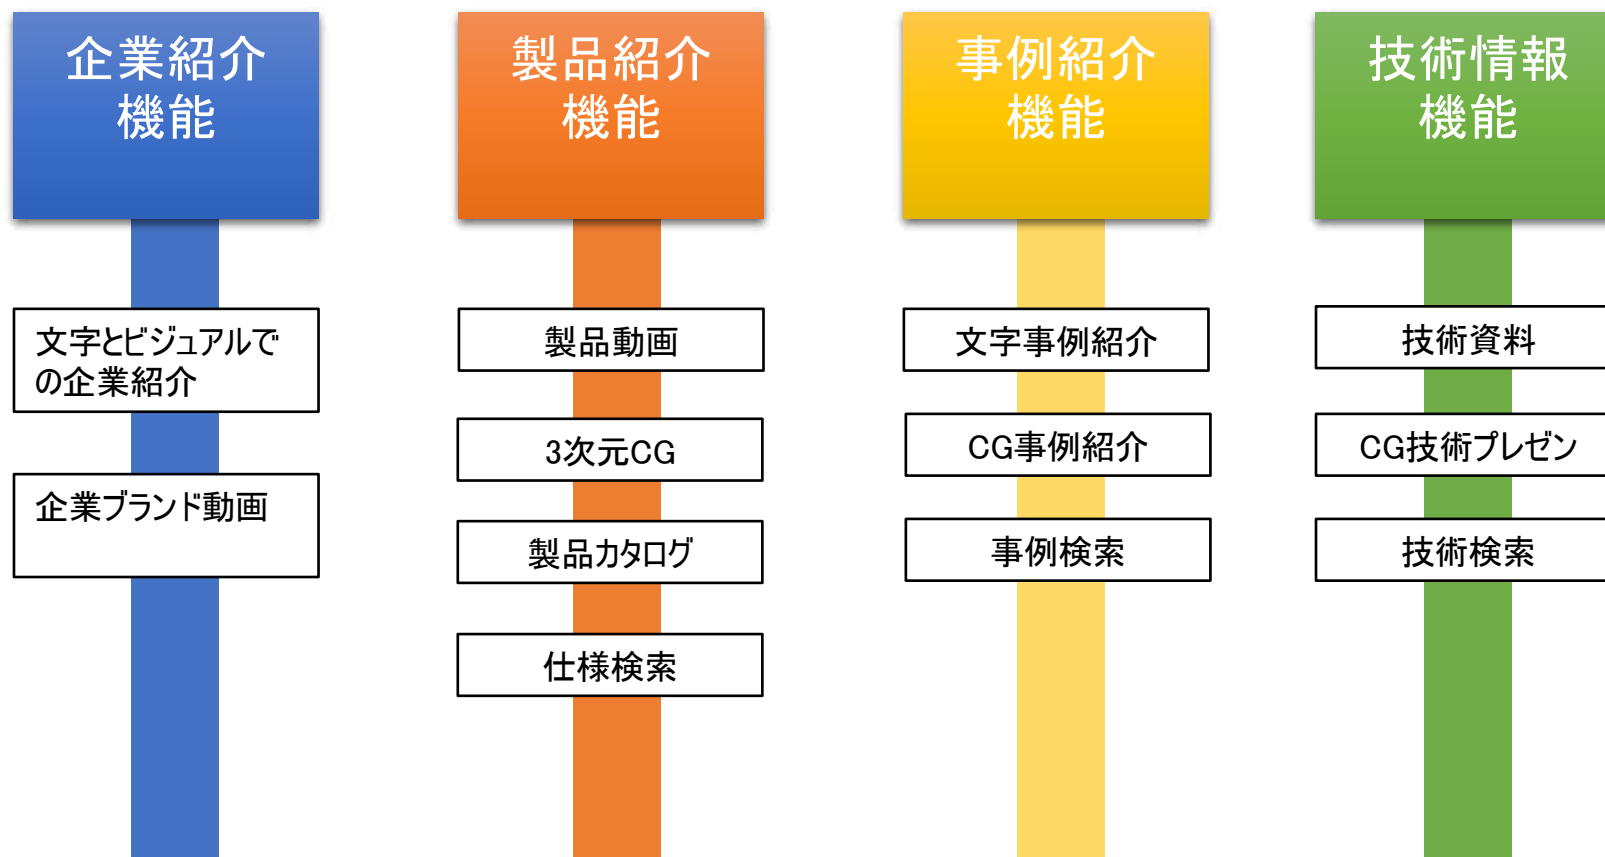 企業紹介
機能
文字とビジュアルで
の企業紹介
企業ブランド動画
製品紹介
機能
製品動画
3次元CG
製品カタログ
仕様検索
事例紹介
機能
文字事例紹介
CG事例紹介
事例検索
技術情報
機能
技術資料
CG技術プレゼン
技術検索